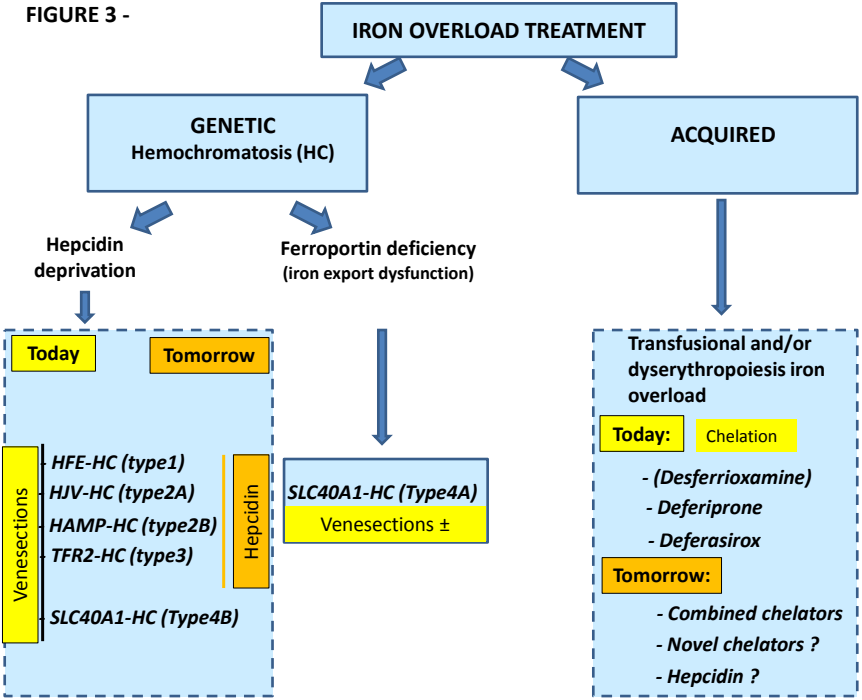 FIGURE 3 -
IRON OVERLOAD TREATMENT
GENETIC
Hemochromatosis (HC)
ACQUIRED
Hepcidin
deprivation
Ferroportin deficiency
(iron export dysfunction)
Today
Tomorrow
Venesections
- HFE-HC (type1)
- HJV-HC (type2A)
- HAMP-HC (type2B)
- TFR2-HC (type3)
- SLC40A1-HC (Type4B)
Hepcidin
SLC40A1-HC (Type4A)
Venesections ±
Transfusional and/or
dyserythropoiesis iron
overload
Today: Chelation
- (Desferrioxamine)
- Deferiprone
- Deferasirox
Tomorrow:
- Combined chelators
- Novel chelators ?
- Hepcidin ?